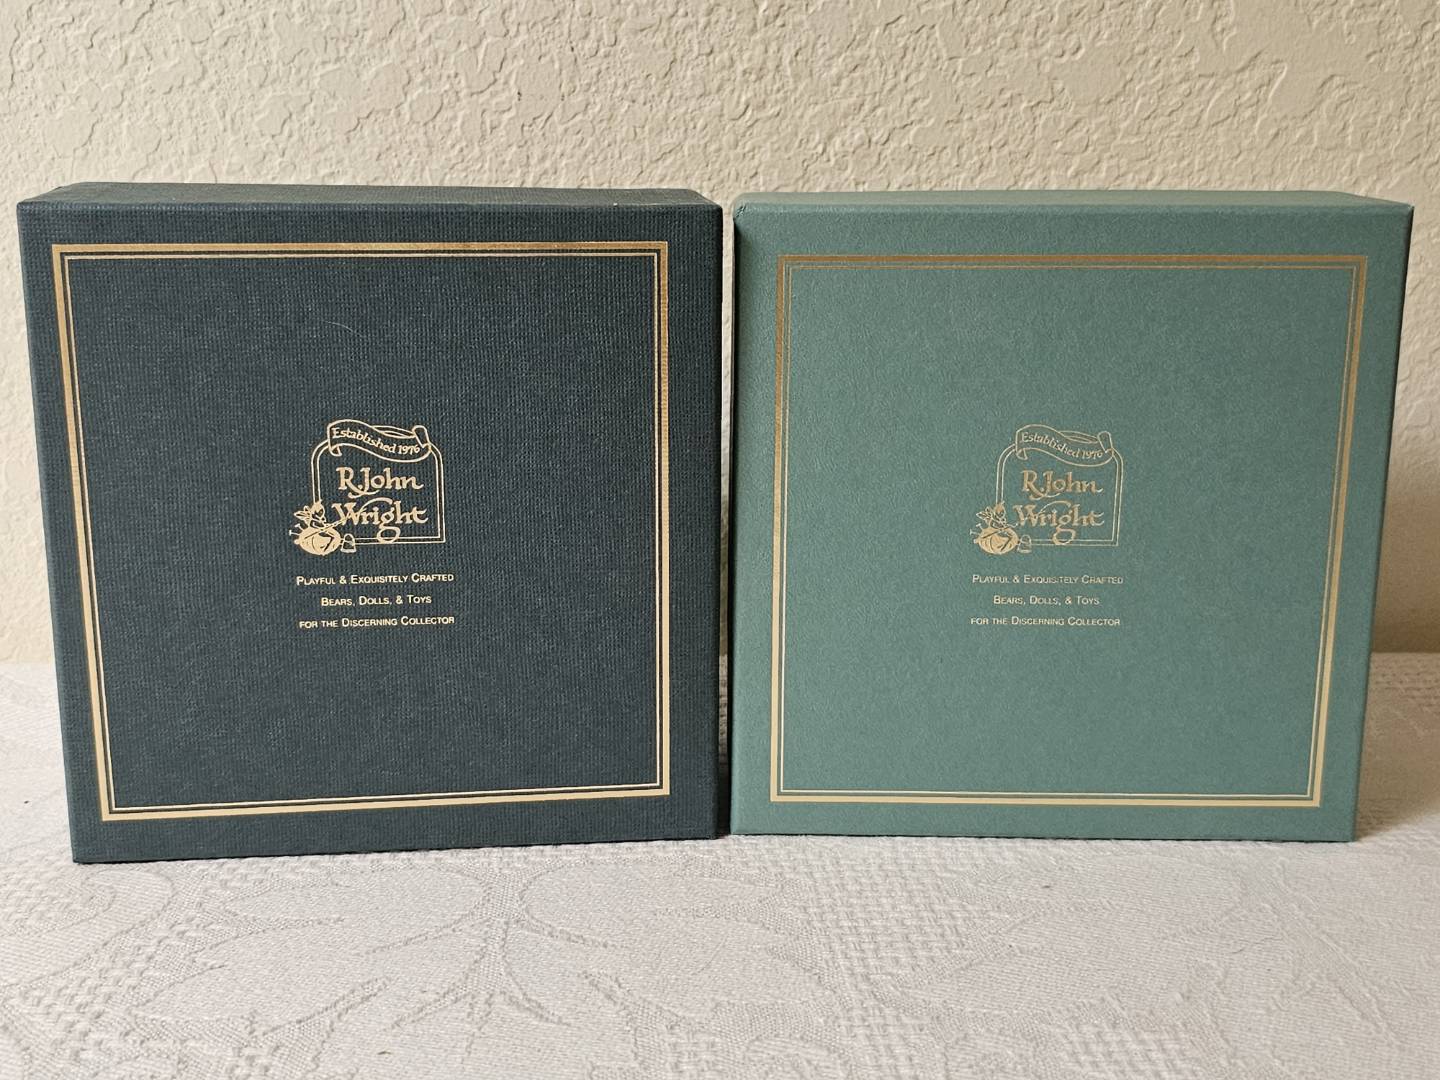 Established 1976
R. John
Wright
Playful & Exquisitely Crafted
Bears, Dolls, & Toys
for the Discerning Collector
Established 1976
R. John
Wright
Playful & Exquisitely Crafted
Bears, Dolls, & Toys
for the Discerning Collector